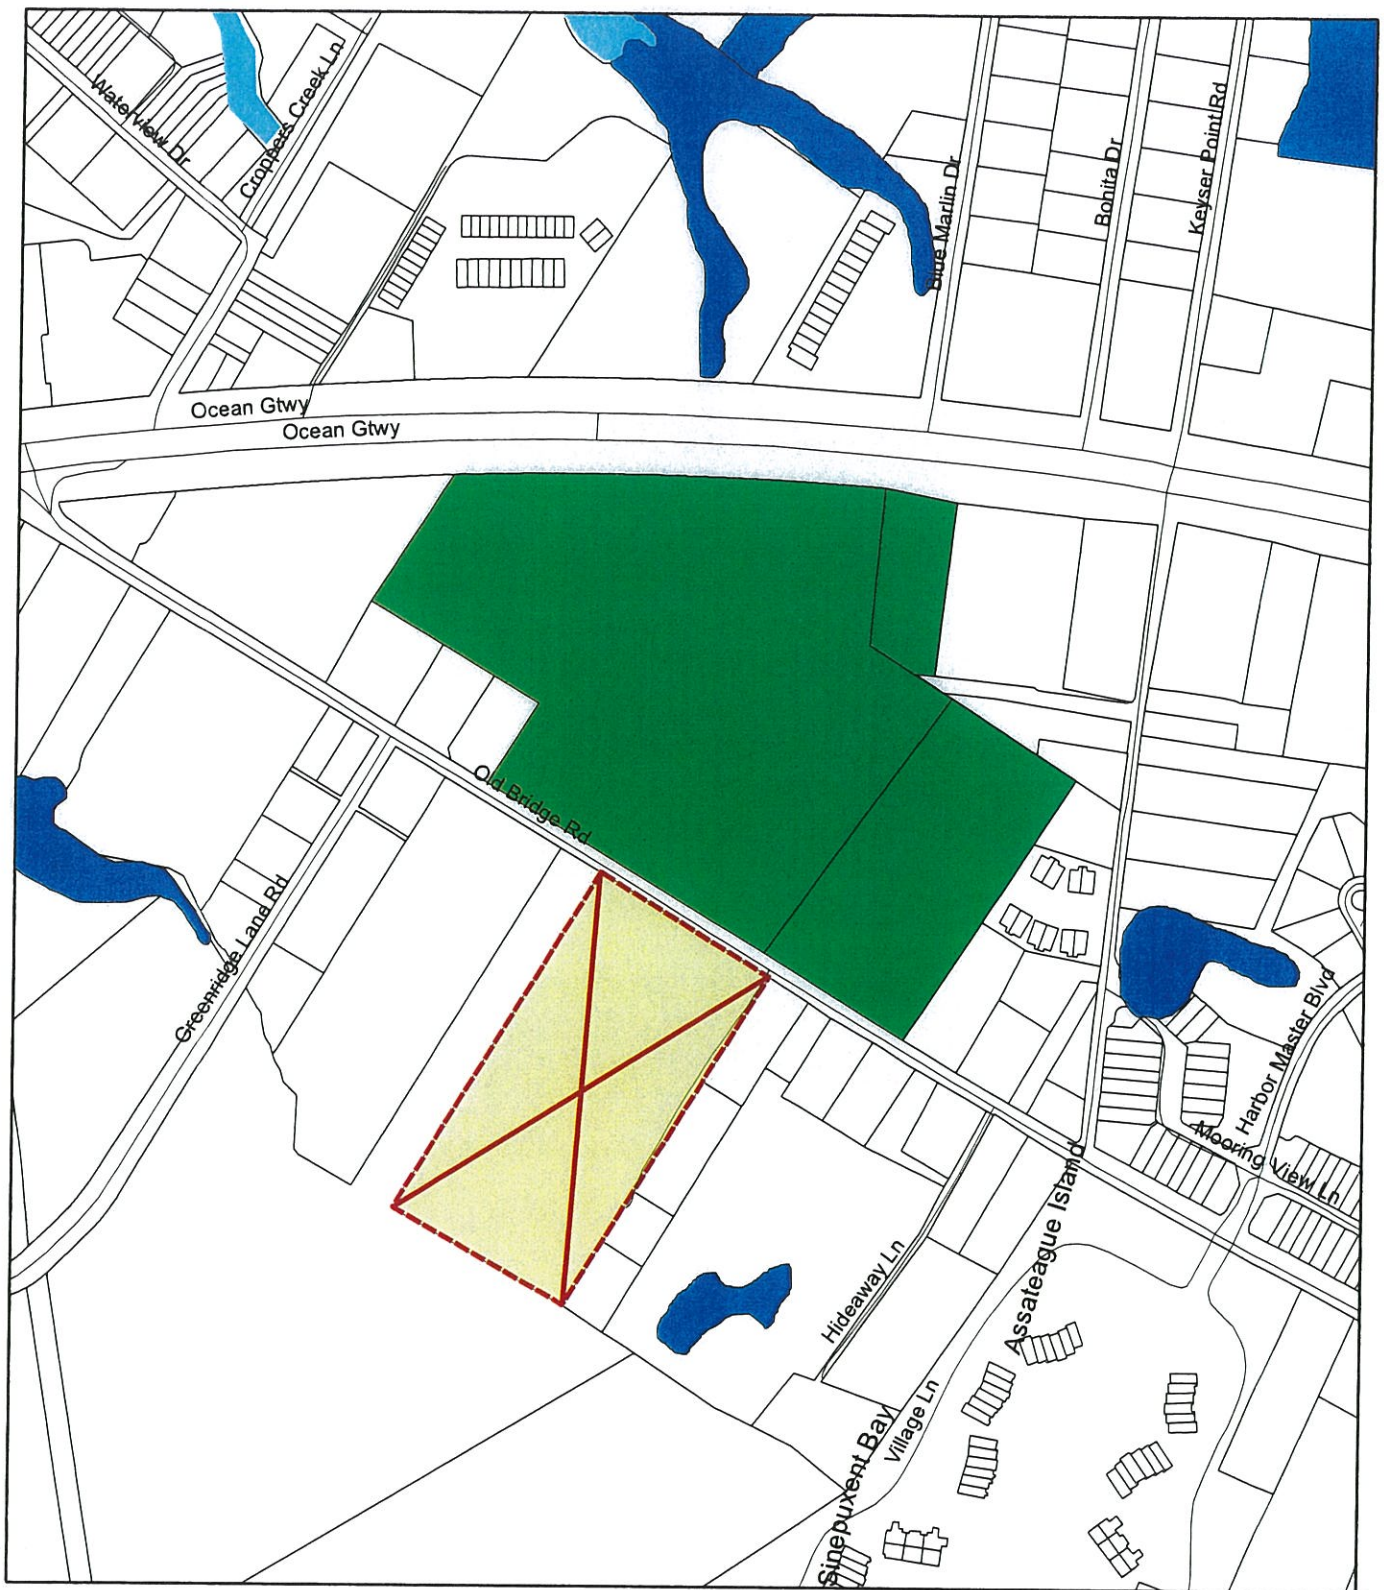 Waterview Dr
Croppers Creek Ln
Blue Marlin Dr
Bonita Dr
Keyser Point Rd
Ocean Gtwy
Ocean Gtwy
Old Bridge Rd
Greenridge Lane Rd
Harbor Master Blvd
Mooring View Ln
Assateague Island
Hideaway Ln
Village Ln
Sinepuxent Bay